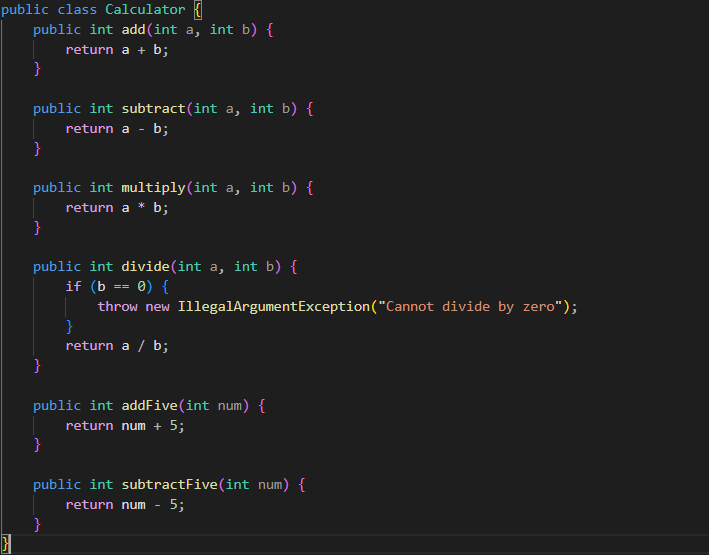 public class Calculator {
    public int add(int a, int b) {
        return a + b;
    }

    public int subtract(int a, int b) {
        return a - b;
    }

    public int multiply(int a, int b) {
        return a * b;
    }

    public int divide(int a, int b) {
        if (b == 0) {
            throw new IllegalArgumentException("Cannot divide by zero");
        }
        return a / b;
    }

    public int addFive(int num) {
        return num + 5;
    }

    public int subtractFive(int num) {
        return num - 5;
    }
}